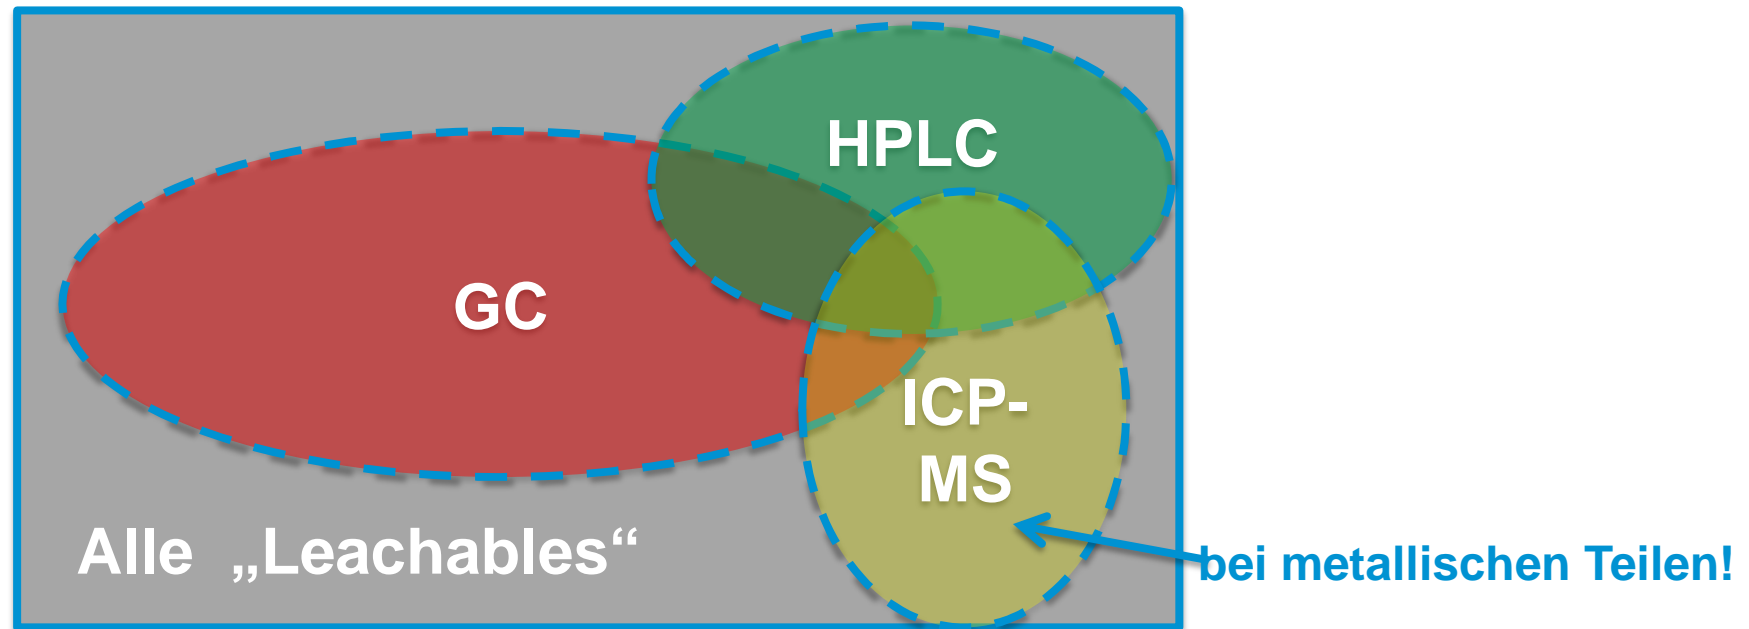 HPLC
GC
ICP-
MS
Alle „Leachables“
bei metallischen Teilen!